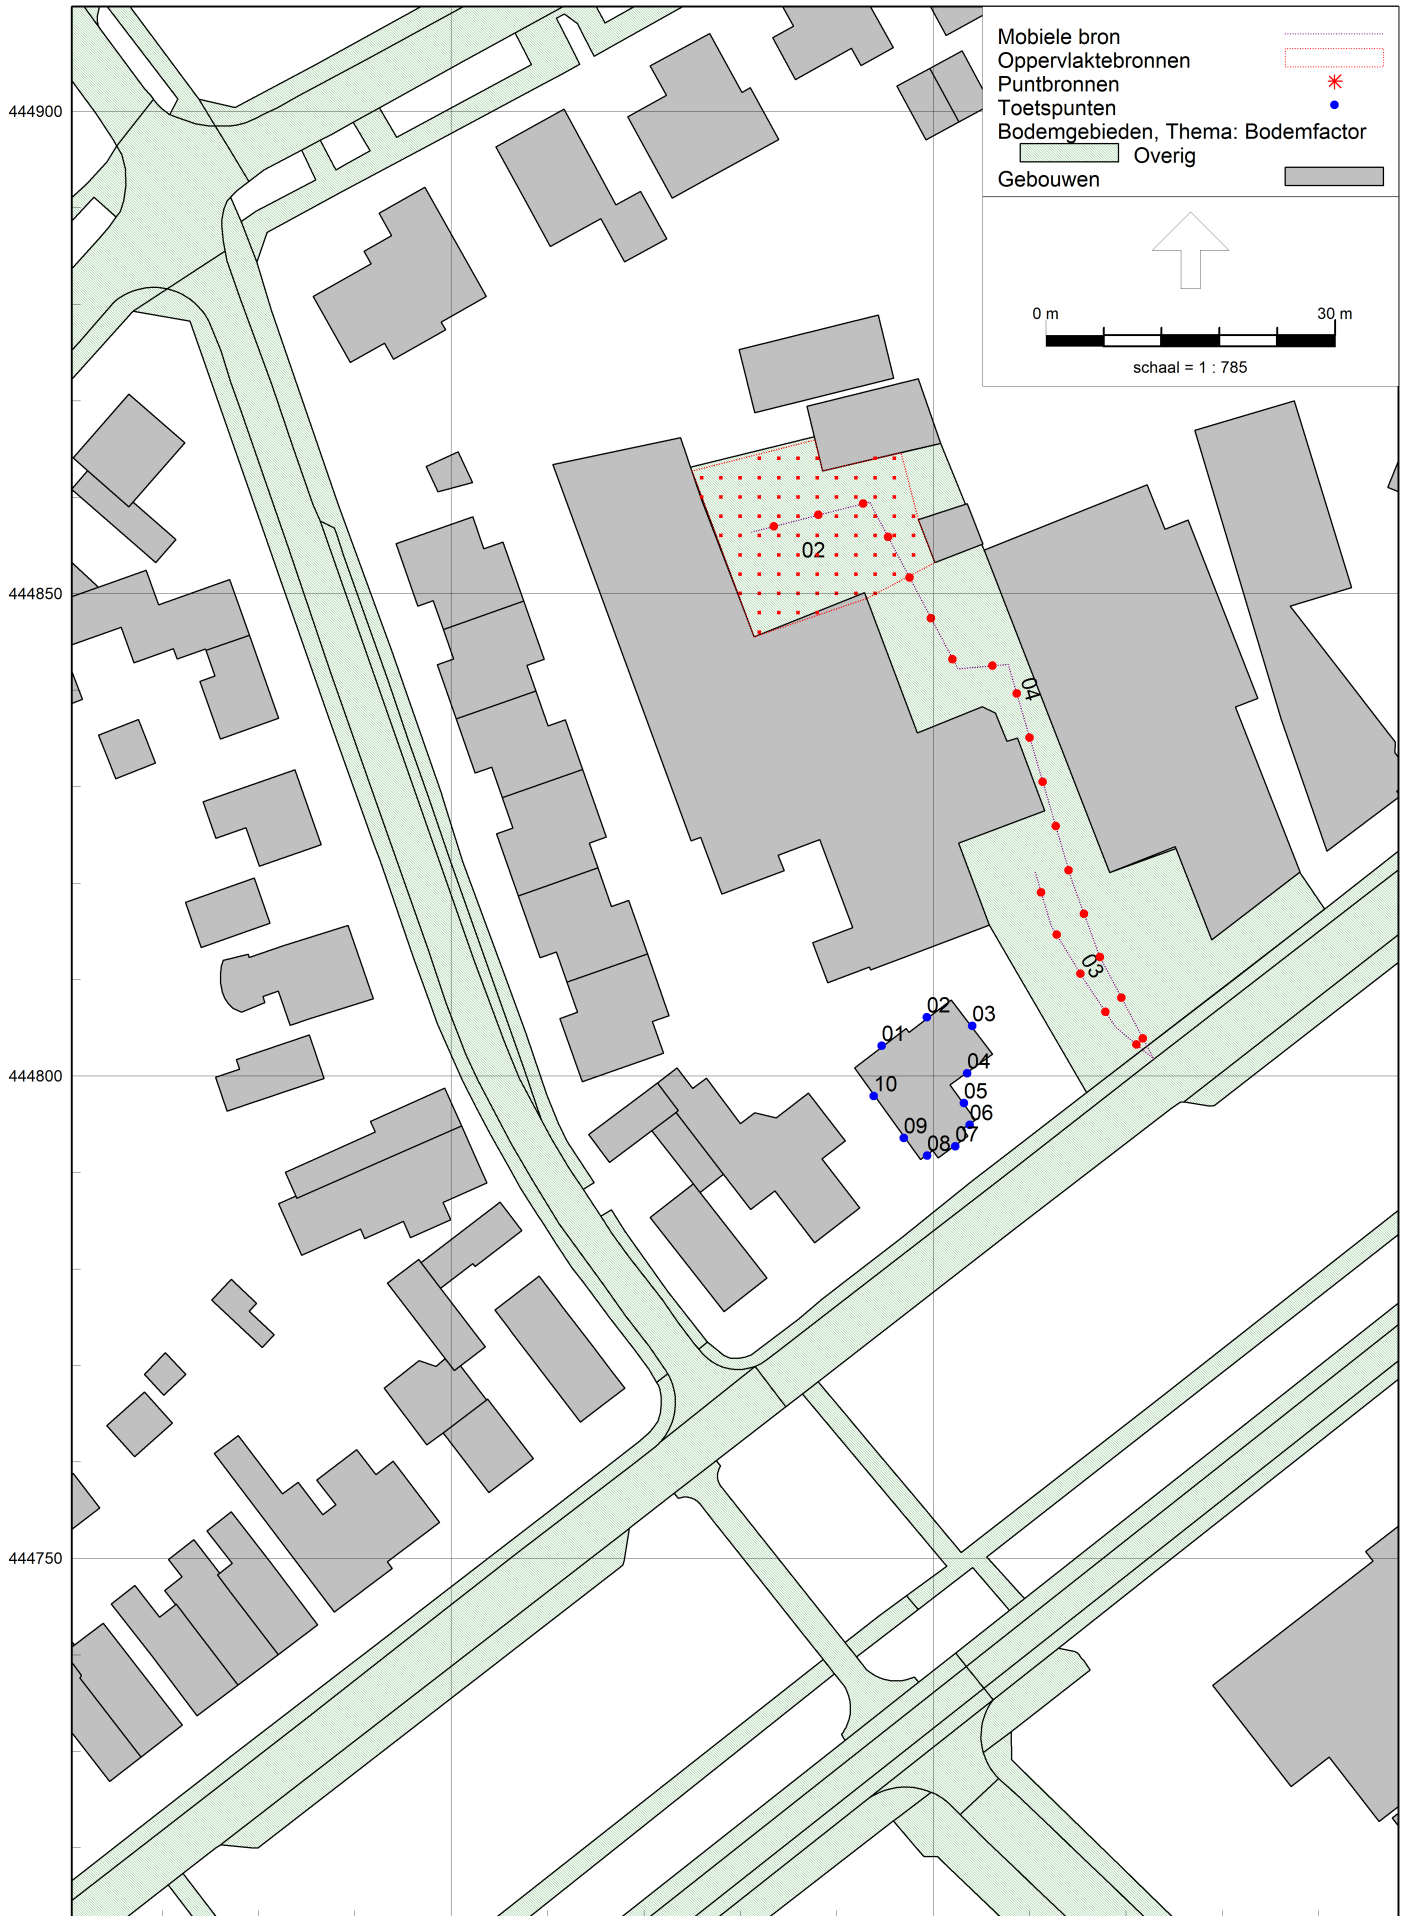 Mobiele bron
Oppervlaktebronnen
Puntbronnen
Toetspunten
Bodemgebieden, Thema: Bodemfactor
Overig
Gebouwen
0 m 30 m
schaal = 1 : 785
444900
444850
444800
444750
02
04
03
02
03
01
04
10
05
06
09
07
08